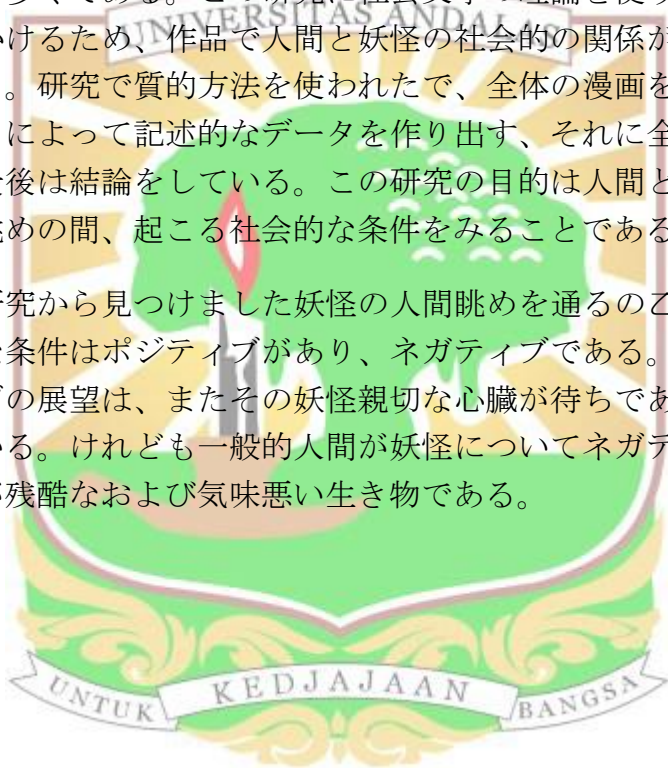 である。この研究に社会文学の理論を使
UNIVERSITAS ANDALAS
かけるため、作品で人間と妖怪の社会的の関係が
。研究で質的方法を使われたで、全体の漫画を
によって記述的なデータを作り出す、それに全
後は結論をしている。この研究の目的は人間と
眺めの間、起こる社会的な条件をみることである
究から見つけました妖怪の人間眺めを通るの乙
条件はポジティブがあり、ネガティブである。
の展望は、またその妖怪親切な心臓が待ちであ
いる。けれども一般的人間が妖怪についてネガテ
が残酷なおよび気味悪い生き物である。
UNTUK KEDJAJAAN BANGSA